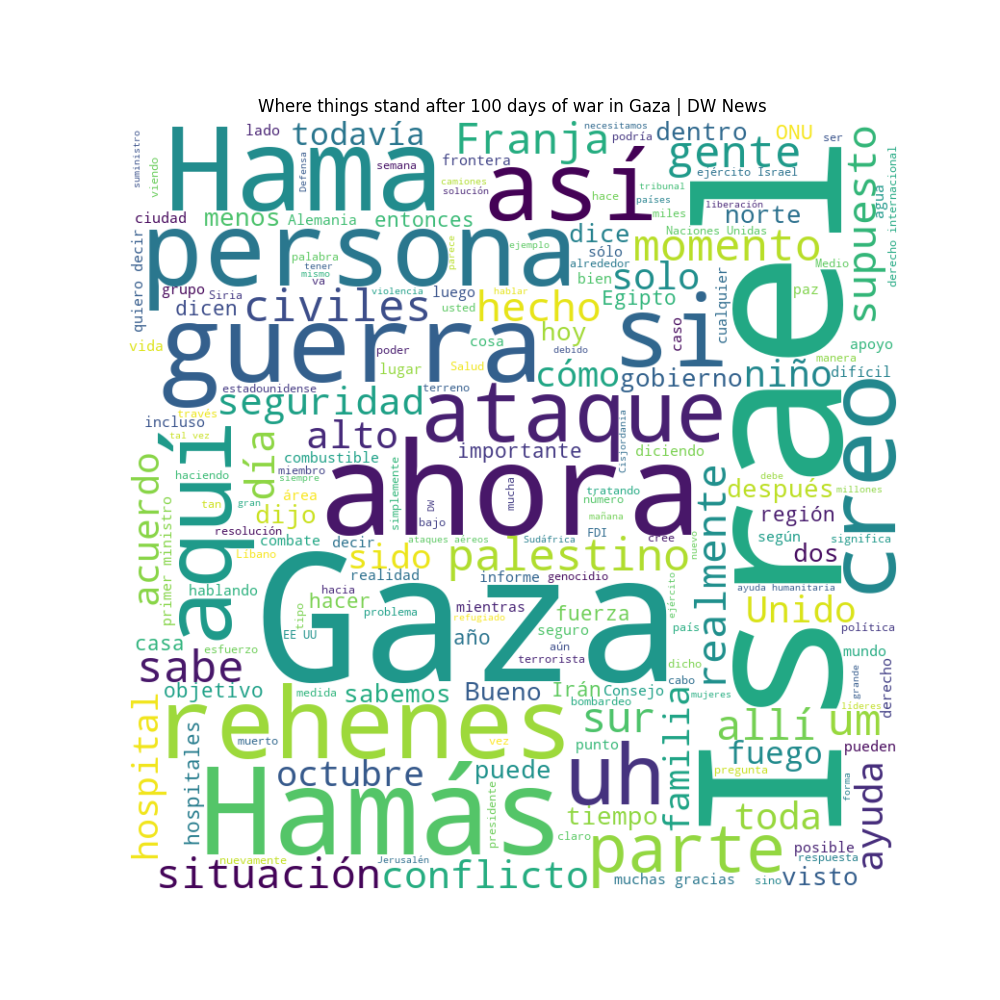 Where things stand after 100 days of war in Gaza | DW News
suministro
viendo
lado
todavía
Hama
semana
Defensa
frontera
camiones
solución
Franja
necesitamos
podría
dentro
ONU
ser
gente
ejército Israel
supuesto
agua
derecho internacional
así
hace
tribunal
países
miles
liberación
norte
Naciones Unidas
Israel
ciudad
menos
Alemania
entonces
persona
palabra
tener
mismo
va
parece
ejemplo
dice
sólo
alrededor
bien
momento
solo
Medio
paz
quiero decir
grupo
Siria
dicen
civiles
violencia
luego
hablar
usted
hecho
Egipto
cualquier
caso
si
vida
guerra
hoy
cosa
debido
poder
lugar
Salud
apoyo
manera
difícil
estadounidense
terreno
cómo
gobierno
niño
creo
seguridad
ataque
incluso
través
tal vez
alto
importante
Cisjordania
diciendo
aquí
día
combustible
miembro
siempre
simplemente
ahora
mucha
DW
bajo
haciendo
tan
gran
área
dijo
tratando
número
mañana
debe
después
millones
realmente
región
según
significa
dos
acuerdo
primer ministro
resolución
combate
Líbano
decir
ataques aéreos
Sudáfrica
FDI
cree
nuevo
sido
palestino
hablando
realidad
hacia
informe
genocidio
ejército
ayuda humanitaria
Unido
política
hacer
tipo
EE UU
problema
refugiado
mientras
año
fuerza
seguro
aún
terrorista
país
dicho
Gaza
casa
esfuerzo
sabe
mundo
objetivo
medida
sabemos
Bueno
Irán
Consejo
bombardeo
cabo
mujeres
grande
derecho
líderes
hospital
hospitales
rehenes
muerto
vez
sur
punto
familia
allí
um
fuego
pueden
pregunta
forma
octubre
puede
uh
Hamás
presidente
tiempo
claro
toda
ayuda
parte
posible
respuesta
nuevamente
Jerusalén
situación
conflicto
muchas gracias
sino
visto